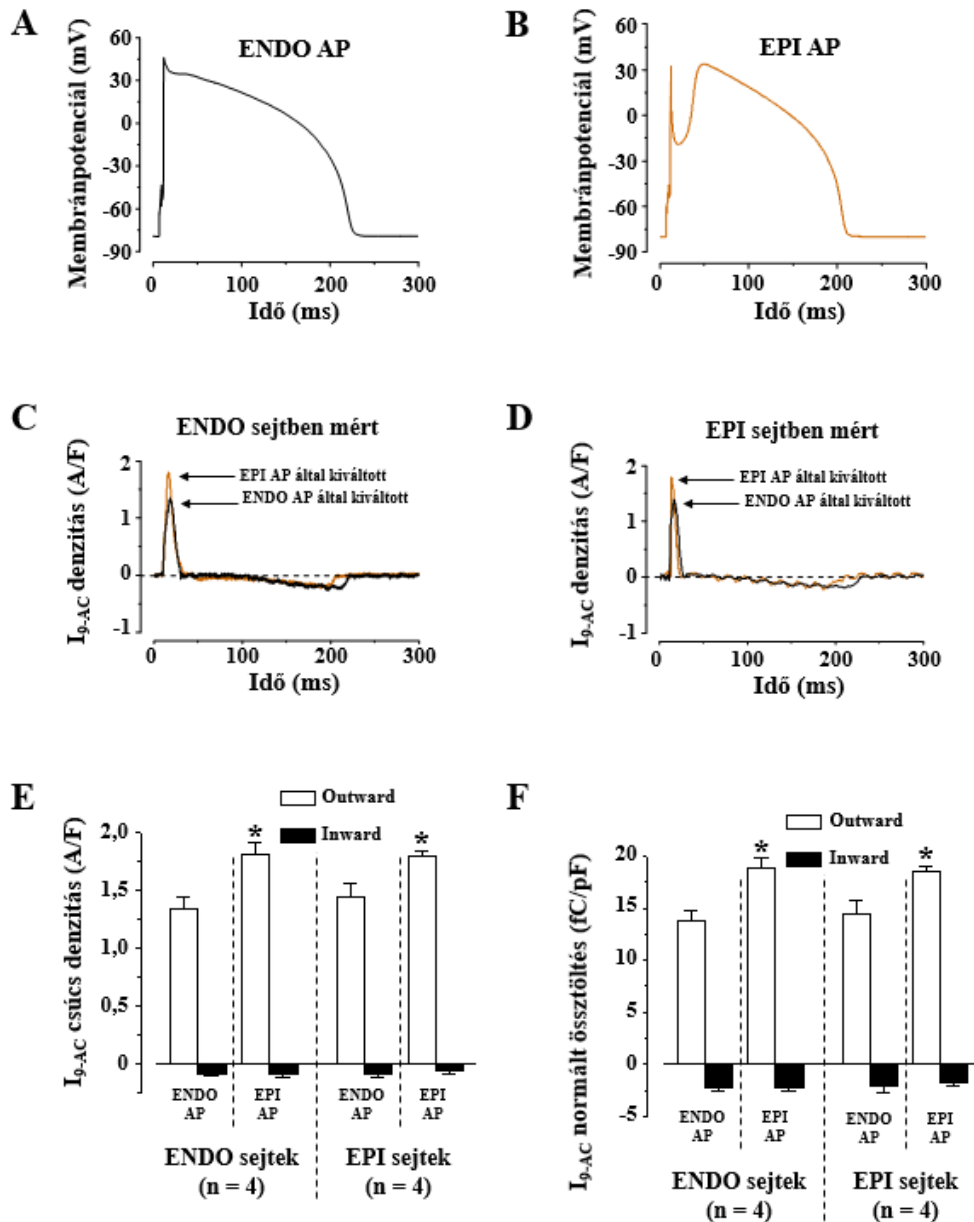 A
ENDO AP
Membránpotenciál (mV)
60
30
0
-30
-60
-90
0
100
200
300
Idő (ms)
B
EPI AP
Membránpotenciál (mV)
60
30
0
-30
-60
-90
0
100
200
300
Idő (ms)
C
ENDO sejtben mért
I9-AC denzitás (A/F)
2
1
0
-1
EPI AP által kiváltott
ENDO AP által kiváltott
0
100
200
300
Idő (ms)
D
EPI sejtben mért
I9-AC denzitás (A/F)
2
1
0
-1
EPI AP által kiváltott
ENDO AP által kiváltott
0
100
200
300
Idő (ms)
E
Outward
Inward
I9-AC csúcs denzitás (A/F)
2,0
1,5
1,0
0,5
0
*
*
ENDO AP
EPI AP
ENDO AP
EPI AP
ENDO sejtek
(n = 4)
EPI sejtek
(n = 4)
F
Outward
Inward
I9-AC normált össztöltés (fC/pF)
20
15
10
5
0
-5
*
*
ENDO AP
EPI AP
ENDO AP
EPI AP
ENDO sejtek
(n = 4)
EPI sejtek
(n = 4)